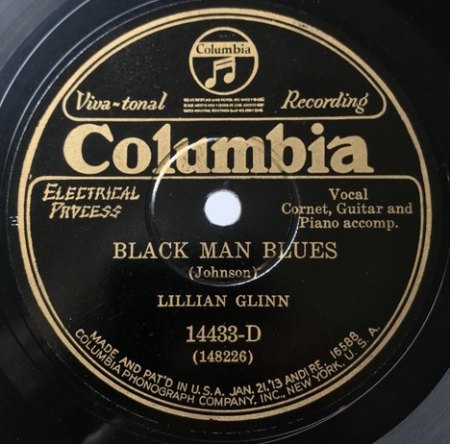 Columbia
Viva-tonal Recording
Columbia
ELECTRICAL
PROCESS
Vocal
Cornet, Guitar and
Piano accomp.
BLACK MAN BLUES
(Johnson)
LILLIAN GLINN
14433-D
(148226)
MADE AND PAT'D IN U.S.A. JAN. 21,'13 AND RE. 16588
COLUMBIA PHONOGRAPH COMPANY, INC., NEW YORK, U.S.A.